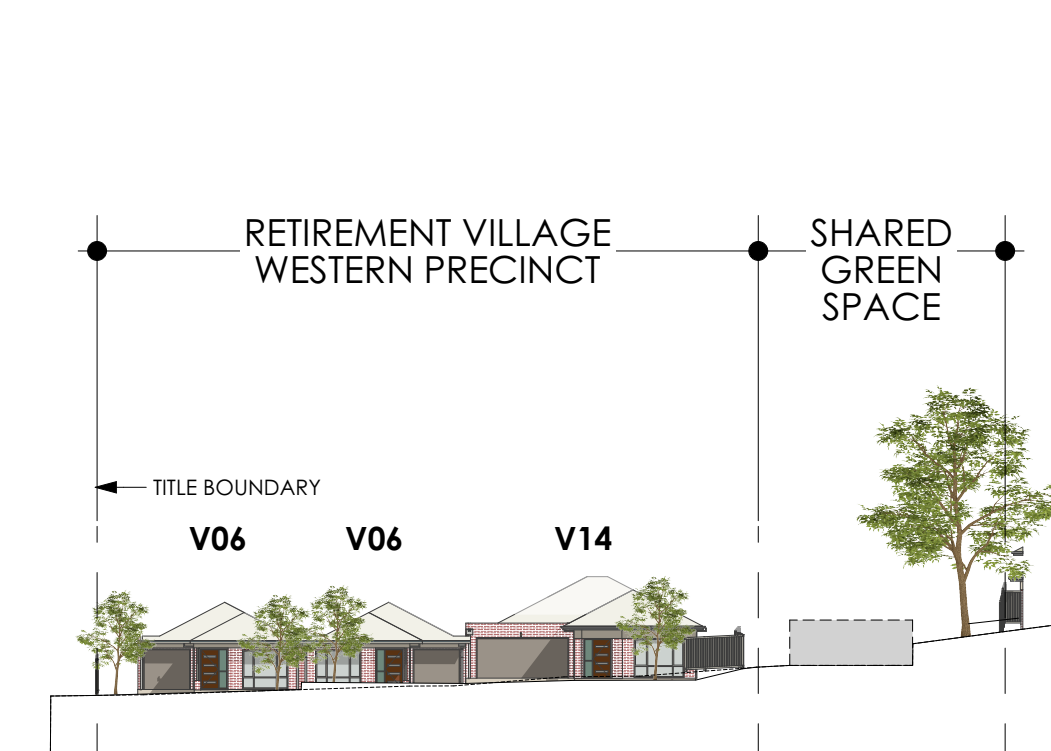 RETIREMENT VILLAGE
WESTERN PRECINCT
SHARED
GREEN
SPACE
TITLE BOUNDARY
V06
V06
V14